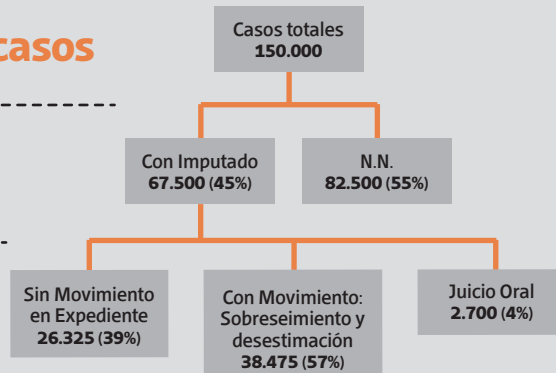 casos
Casos totales
150.000
Con Imputado
67.500 (45%)
N.N.
82.500 (55%)
Sin Movimiento
en Expediente
26.325 (39%)
Con Movimiento:
Sobreseimiento y
desestimación
38.475 (57%)
Juicio Oral
2.700 (4%)